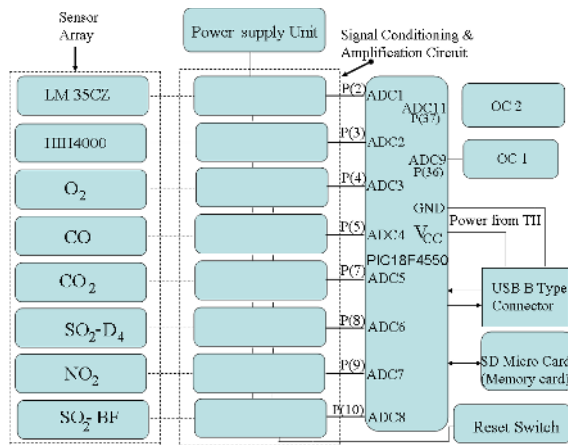 Sensor
Array
Power supply Unit
Signal Conditioning &
Amplification Circuit
LM 35CZ
HIH4000
O₂
CO
CO₂
SO₂-D₄
NO₂
SO₂-BF
P(2)
P(3)
P(4)
P(5)
P(7)
P(8)
P(9)
P(10)
ADC1
ADC2
ADC3
ADC4
ADC5
ADC6
ADC7
ADC8
ADC11
P(37)
ADC9
P(36)
GND
V_CC
PIC18F4550
OC 2
OC 1
Power from
USB B Type
Connector
SD Micro Card
(Memory card)
Reset Switch